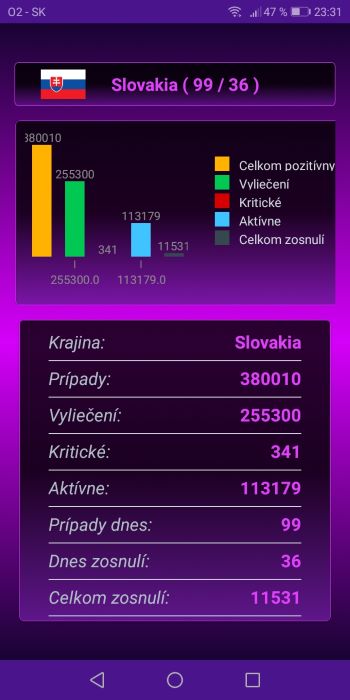 O2 - SK 47 % 23:31
Slovakia ( 99 / 36 )
380010
255300
341
113179
11531
255300.0 113179.0
Celkom pozitívny
Vyliečení
Kritické
Aktívne
Celkom zosnulí
Krajina: Slovakia
Prípady: 380010
Vyliečení: 255300
Kritické: 341
Aktívne: 113179
Prípady dnes: 99
Dnes zosnulí: 36
Celkom zosnulí: 11531